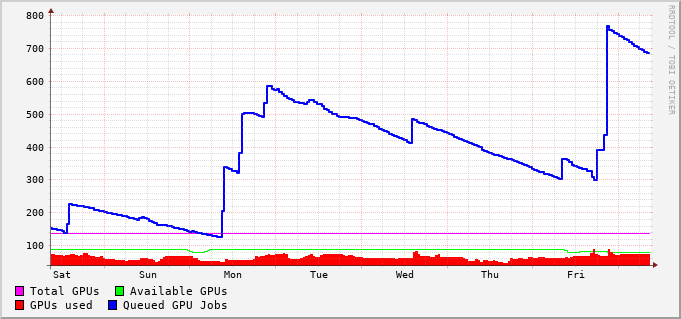 800
700
600
500
400
300
200
100
Sat Sun Mon Tue Wed Thu Fri
Total GPUs Available GPUs
GPUs used Queued GPU Jobs
RRDTOOL / TOBI OETIKER